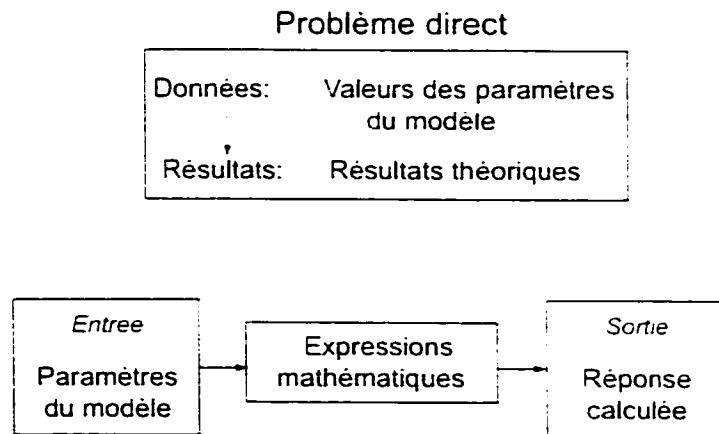 Problème direct
Données: Valeurs des paramètres
du modèle
Résultats: Résultats théoriques
Entree
Paramètres
du modèle
Expressions
mathématiques
Sortie
Réponse
calculée